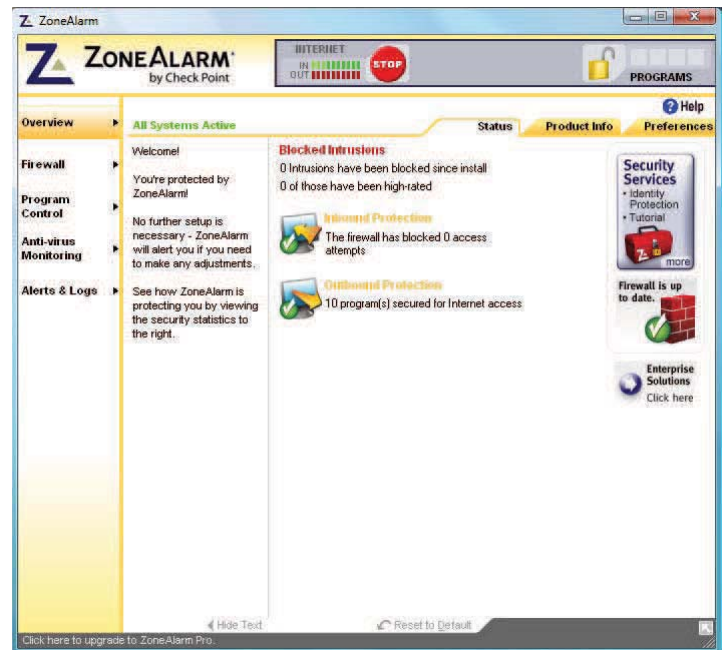 ZoneAlarm
ZONEALARM
by Check Point
INTERNET
IN
OUT
STOP
PROGRAMS
Help
Overview
Firewall
Program
Control
Anti-virus
Monitoring
Alerts & Logs
All Systems Active
Status
Product Info
Preferences
Welcome!
You're protected by
ZoneAlarm!
No further setup is
necessary - ZoneAlarm
will alert you if you need
to make any adjustments.
See how ZoneAlarm is
protecting you by viewing
the security statistics to
the right.
Blocked Intrusions
0 Intrusions have been blocked since install
0 of those have been high-rated
Inbound Protection
The firewall has blocked 0 access
attempts
Outbound Protection
10 program(s) secured for Internet access
Security
Services
• Identity
Protection
• Tutorial
more
Firewall is up
to date.
Enterprise
Solutions
Click here
Hide Text
Reset to Default
Click here to upgrade to ZoneAlarm Pro.